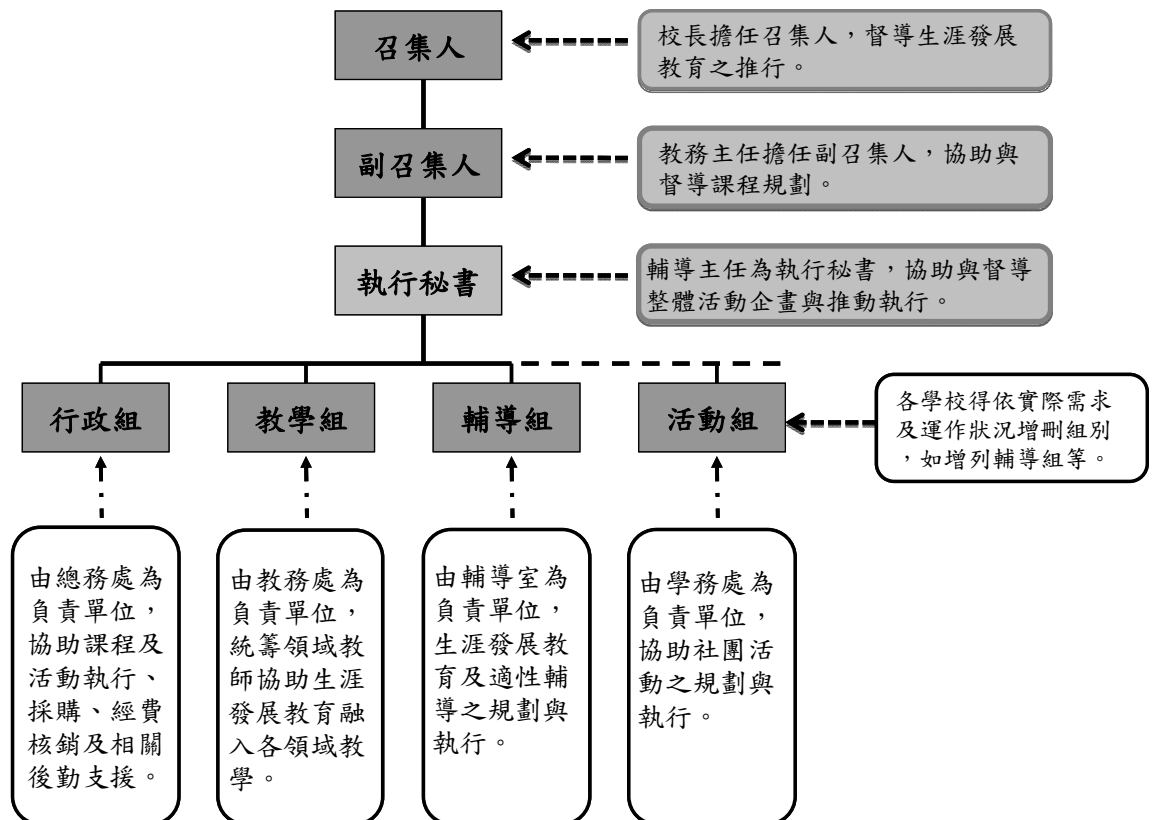 召集人
校長擔任召集人，督導生涯發展
教育之推行。
副召集人
教務主任擔任副召集人，協助與
督導課程規劃。
執行秘書
輔導主任為執行秘書，協助與督導
整體活動企畫與推動執行。
行政組
教學組
輔導組
活動組
各學校得依實際需求
及運作狀況增刪組別
，如增列輔導組等。
由總務處為
負責單位，
協助課程及
活動執行、
採購、經費
核銷及相關
後勤支援。
由教務處為
負責單位，
統籌領域教
師協助生涯
發展教育融
入各領域教
學。
由輔導室為
負責單位，
生涯發展教
育及適性輔
導之規劃與
執行。
由學務處為
負責單位，
協助社團活
動之規劃與
執行。